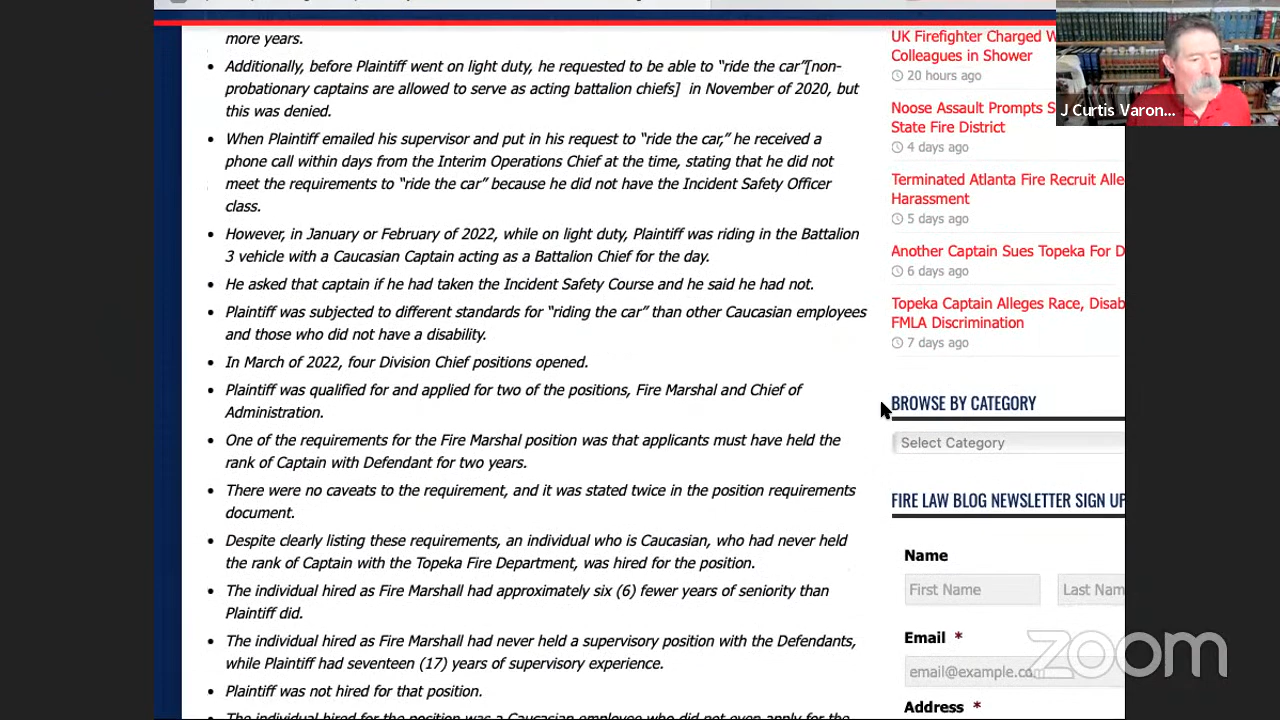 more years.
• Additionally, before Plaintiff went on light duty, he requested to be able to “ride the car”[non-
probationary captains are allowed to serve as acting battalion chiefs] in November of 2020, but
this was denied.
• When Plaintiff emailed his supervisor and put in his request to “ride the car,” he received a
phone call within days from the Interim Operations Chief at the time, stating that he did not
meet the requirements to “ride the car” because he did not have the Incident Safety Officer
class.
• However, in January or February of 2022, while on light duty, Plaintiff was riding in the Battalion
3 vehicle with a Caucasian Captain acting as a Battalion Chief for the day.
• He asked that captain if he had taken the Incident Safety Course and he said he had not.
• Plaintiff was subjected to different standards for “riding the car” than other Caucasian employees
and those who did not have a disability.
• In March of 2022, four Division Chief positions opened.
• Plaintiff was qualified for and applied for two of the positions, Fire Marshal and Chief of
Administration.
• One of the requirements for the Fire Marshal position was that applicants must have held the
rank of Captain with Defendant for two years.
• There were no caveats to the requirement, and it was stated twice in the position requirements
document.
• Despite clearly listing these requirements, an individual who is Caucasian, who had never held
the rank of Captain with the Topeka Fire Department, was hired for the position.
• The individual hired as Fire Marshall had approximately six (6) fewer years of seniority than
Plaintiff did.
• The individual hired as Fire Marshall had never held a supervisory position with the Defendants,
while Plaintiff had seventeen (17) years of supervisory experience.
• Plaintiff was not hired for that position.
• The individual hired for the position was a Caucasian employee who did not even apply for the
UK Firefighter Charged W
Colleagues in Shower
20 hours ago
Noose Assault Prompts S
State Fire District
4 days ago
Terminated Atlanta Fire Recruit Alle
Harassment
5 days ago
Another Captain Sues Topeka For D
6 days ago
Topeka Captain Alleges Race, Disab
FMLA Discrimination
7 days ago
BROWSE BY CATEGORY
Select Category
FIRE LAW BLOG NEWSLETTER SIGN UP
Name
First Name
Last Nam
Email *
email@example.com
Address *
J Curtis Varon...
zoom